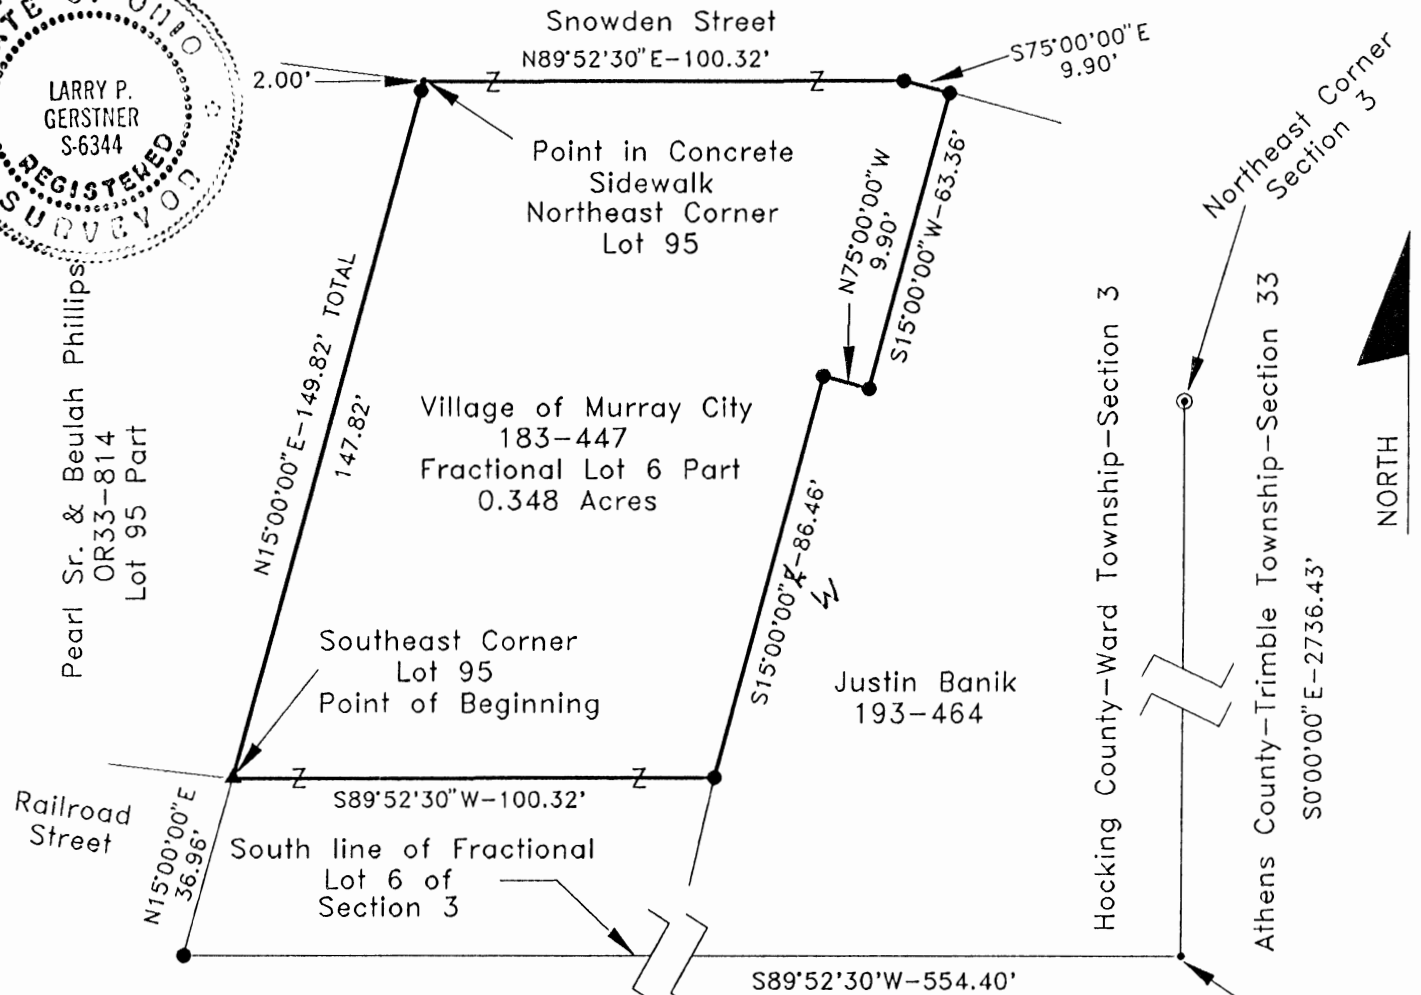 STATE OF OHIO
LARRY P.
GERSTNER
S-6344
REGISTERED
SURVEYOR
Snowden Street
N89°52'30"E-100.32'
S75°00'00"E
9.90'
2.00'
Point in Concrete
Sidewalk
Northeast Corner
Lot 95
N75°00'00"W
9.90'
S15°00'00"W-63.36'
Northeast Corner
Section 3
Pearl Sr. & Beulah Phillips
OR33-814
Lot 95 Part
N15°00'00"E-149.82' TOTAL
147.82'
Village of Murray City
183-447
Fractional Lot 6 Part
0.348 Acres
S15°00'00"E-86.46'
W
Hocking County-Ward Township-Section 3
Athens County-Trimble Township-Section 33
S0°00'00"E-2736.43'
NORTH
Southeast Corner
Lot 95
Point of Beginning
Justin Banik
193-464
Railroad
Street
S89°52'30"W-100.32'
N15°00'00"E
36.96'
South line of Fractional
Lot 6 of
Section 3
S89°52'30'W-554.40'